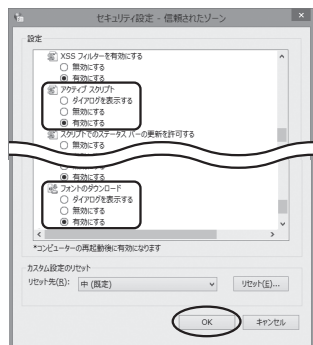 セキュリティ設定 - 信頼されたゾーン
設定
XSS フィルターを有効にする
無効にする
有効にする
アクティブ スクリプト
ダイアログを表示する
無効にする
有効にする
スクリプトでのステータス バーの更新を許可する
無効にする
有効にする
フォントのダウンロード
ダイアログを表示する
無効にする
有効にする
*コンピューターの再起動後に有効になります
カスタム設定のリセット
リセット先(R): 中 (既定) リセット(E)...
OK キャンセル